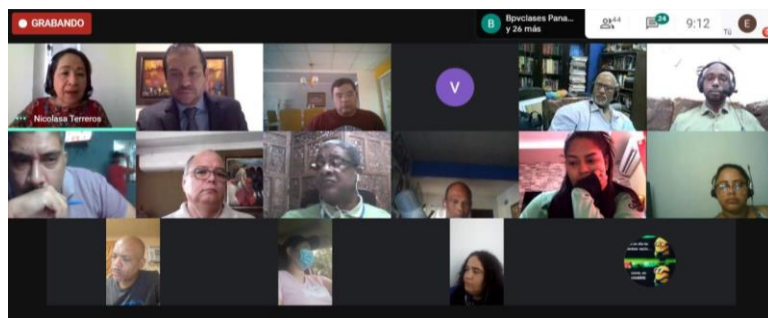 GRABANDO
B
Bpvclases Pana...
y 26 más
44
24
9:12
Tú
E
V
Nicolasa Terreros